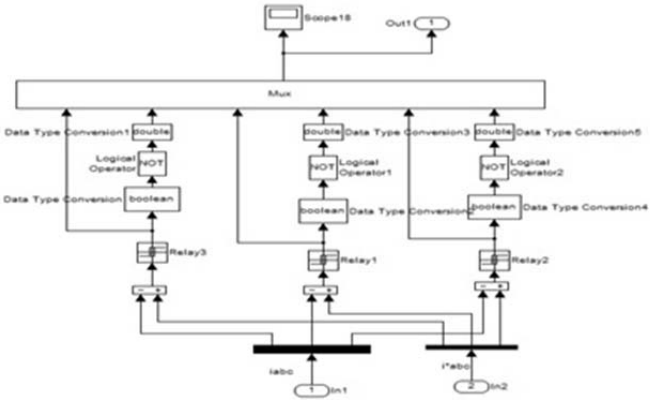 Scope18
Out1
1
Mux
Data Type Conversion1
double
double
Data Type Conversion3
double
Data Type Conversion5
Logical
Operator
NOT
NOT
Logical
Operator1
NOT
Logical
Operator2
Data Type Conversion
boolean
boolean
Data Type Conversion
boolean
Data Type Conversion4
Relay3
Relay1
Relay2
- +
- +
- +
iabc
i*abc
1
In1
2
In2